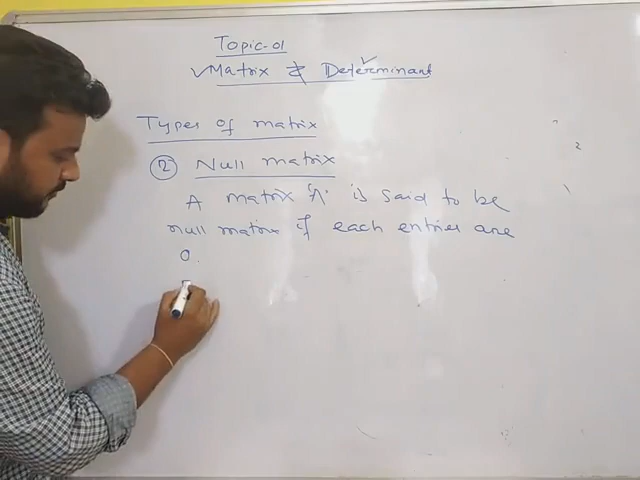 Topic-01
✓Matrix & Determinant
Types of matrix
② Null matrix
A matrix 'A' is said to be
null matrix if each entries are
0.